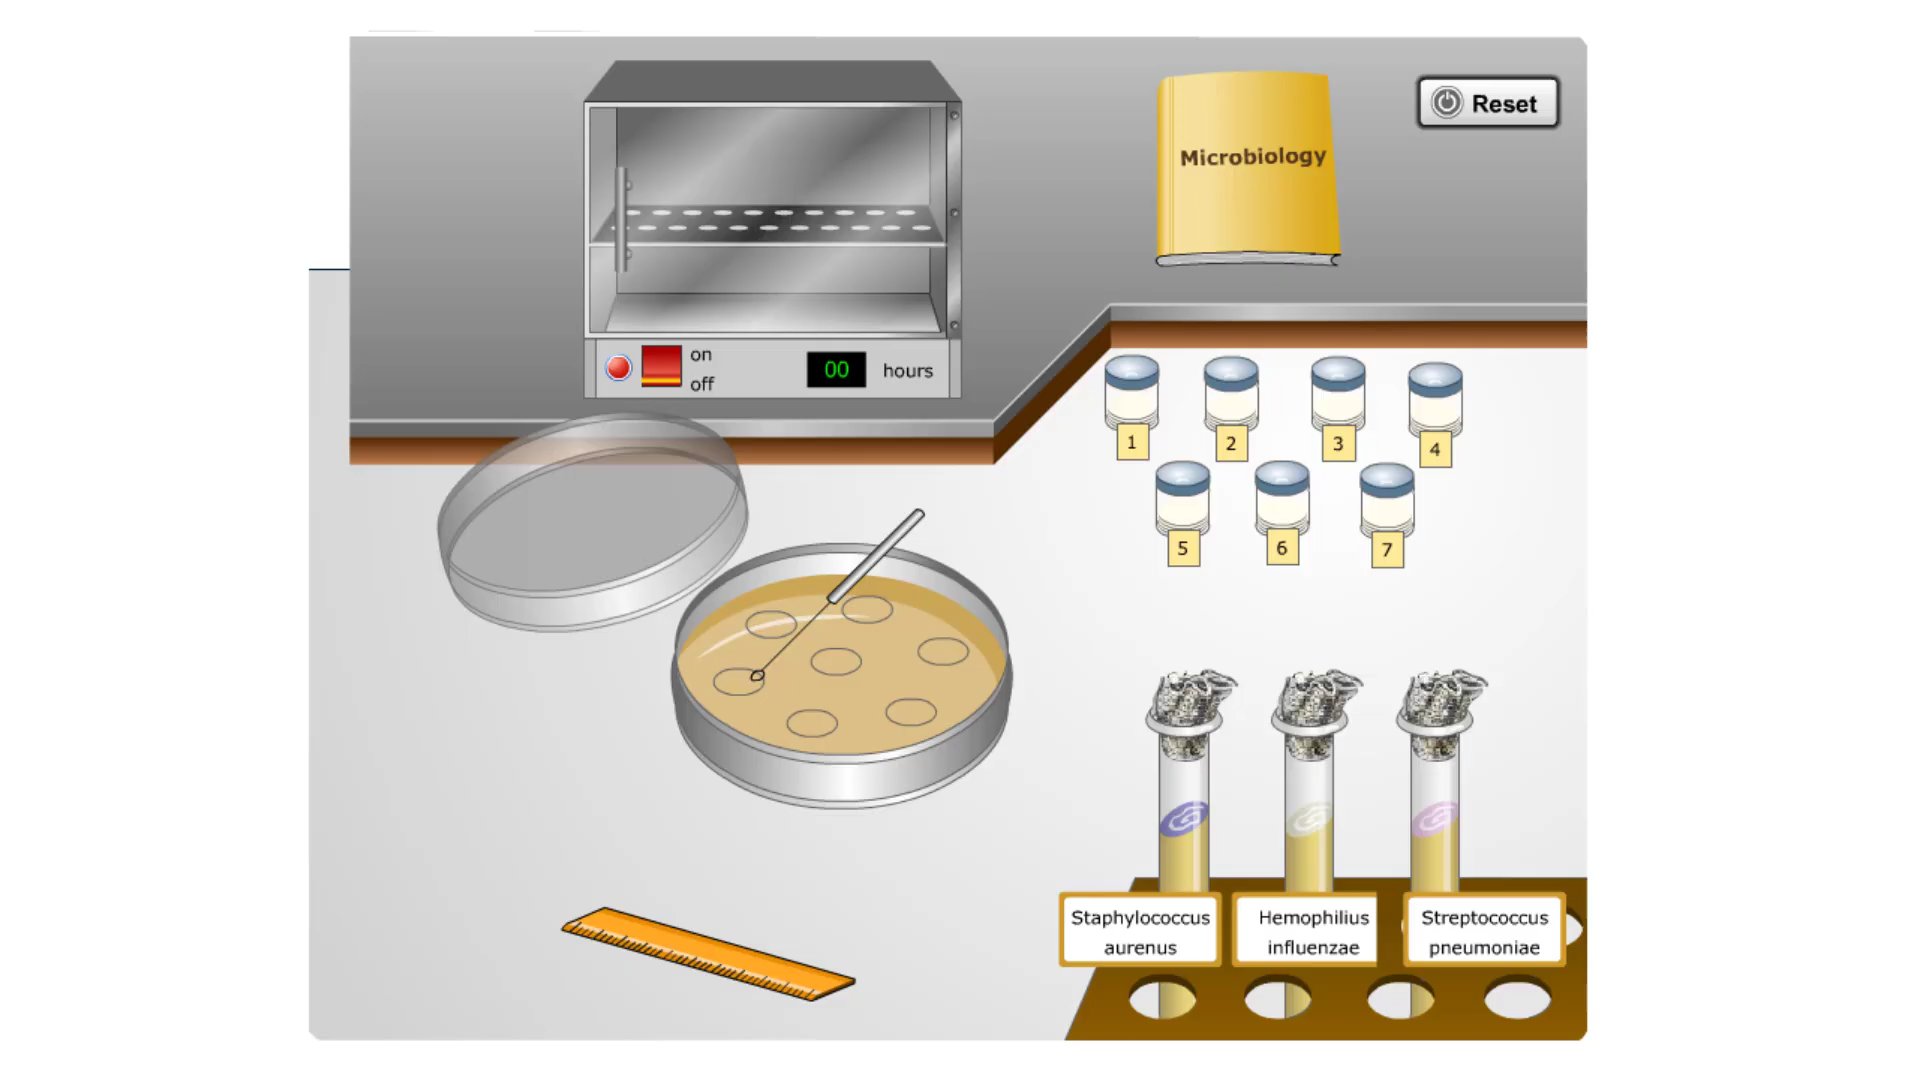 Microbiology
Reset
on
off
00
hours
1
2
3
4
5
6
7
Staphylococcus
aurenus
Hemophilius
influenzae
Streptococcus
pneumoniae